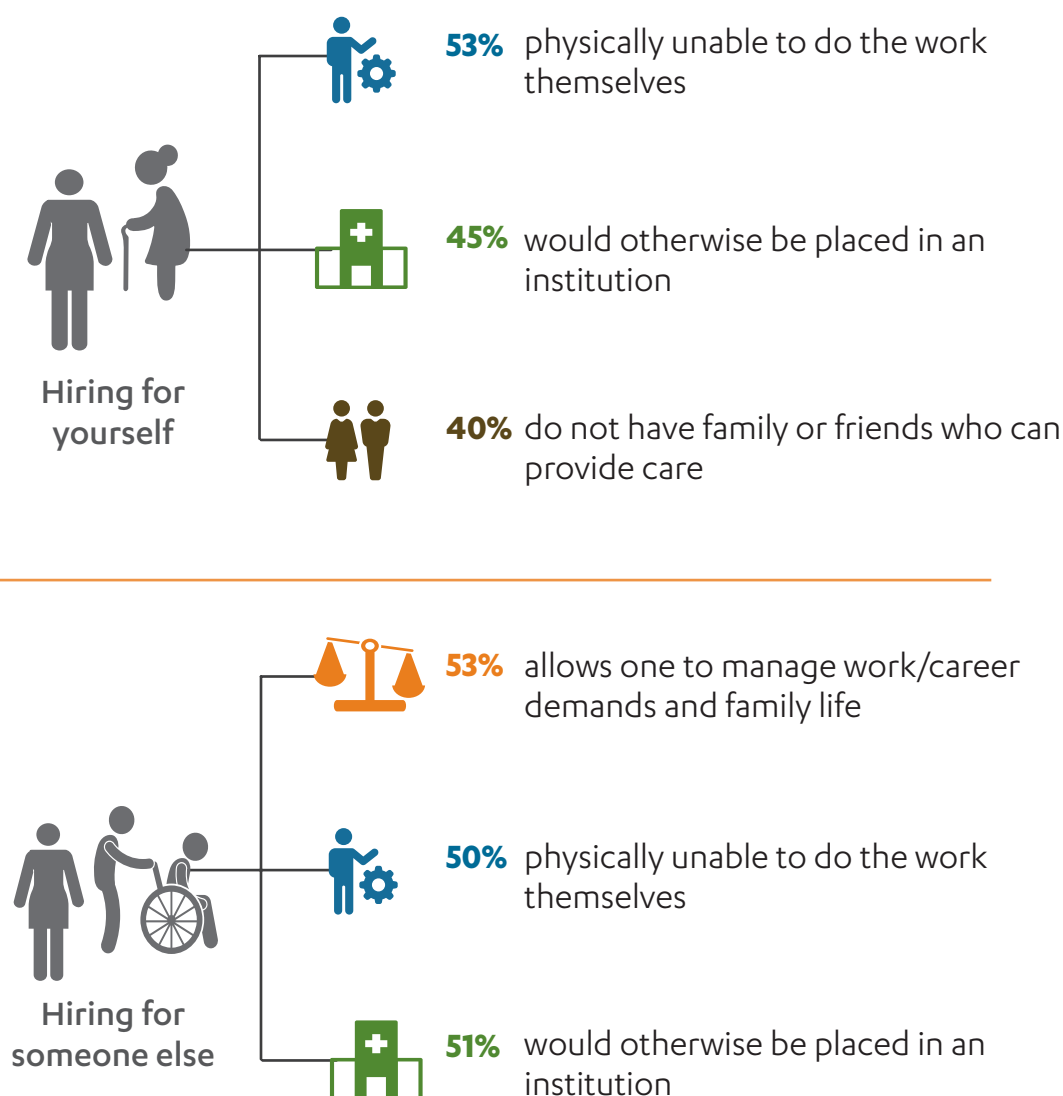 53% physically unable to do the work
themselves
45% would otherwise be placed in an
institution
Hiring for
yourself
40% do not have family or friends who can
provide care
53% allows one to manage work/career
demands and family life
50% physically unable to do the work
themselves
Hiring for
someone else
51% would otherwise be placed in an
institution